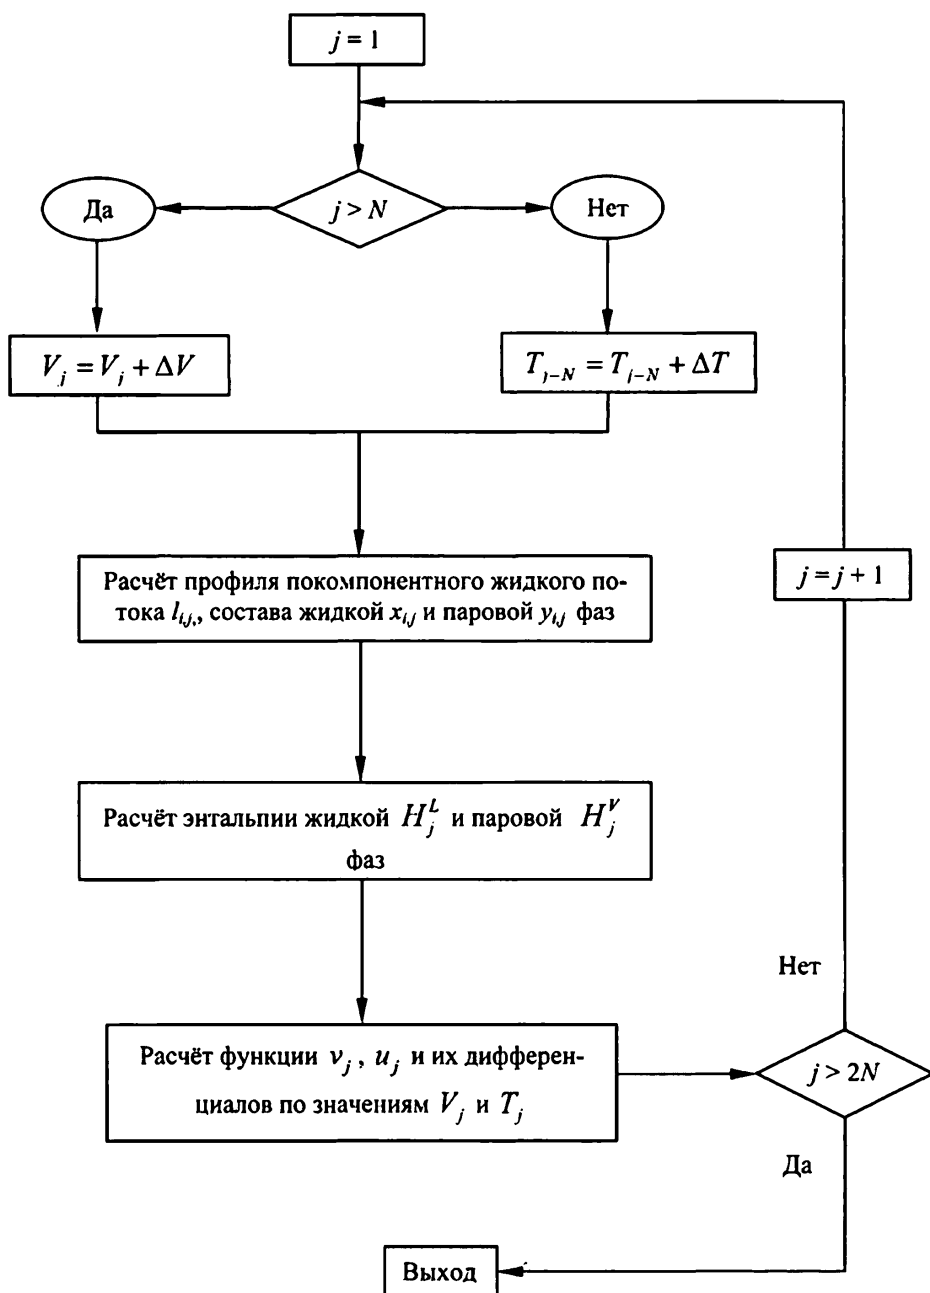 j = 1
j > N
Да
Нет
V_j = V_j + ΔV
T_{j-N} = T_{j-N} + ΔT
Расчёт профиля покомпонентного жидкого по-
тока l_{i,j,}, состава жидкой x_{i,j} и паровой y_{i,j} фаз
j = j + 1
Расчёт энтальпии жидкой H_j^L и паровой H_j^V
фаз
Нет
Расчёт функции v_j , u_j и их дифферен-
циалов по значениям V_j и T_j
j > 2N
Да
Выход